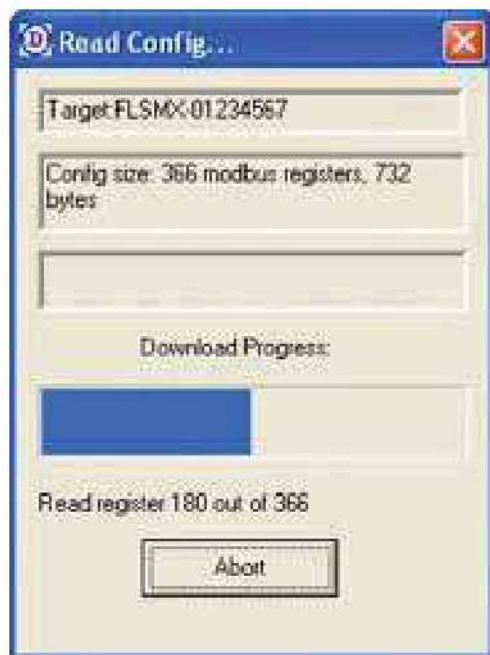 Read Config...
Target:FLSMX-01234567
Config size: 366 modbus registers, 732
bytes
Download Progress:
Read register 180 out of 366
Abort